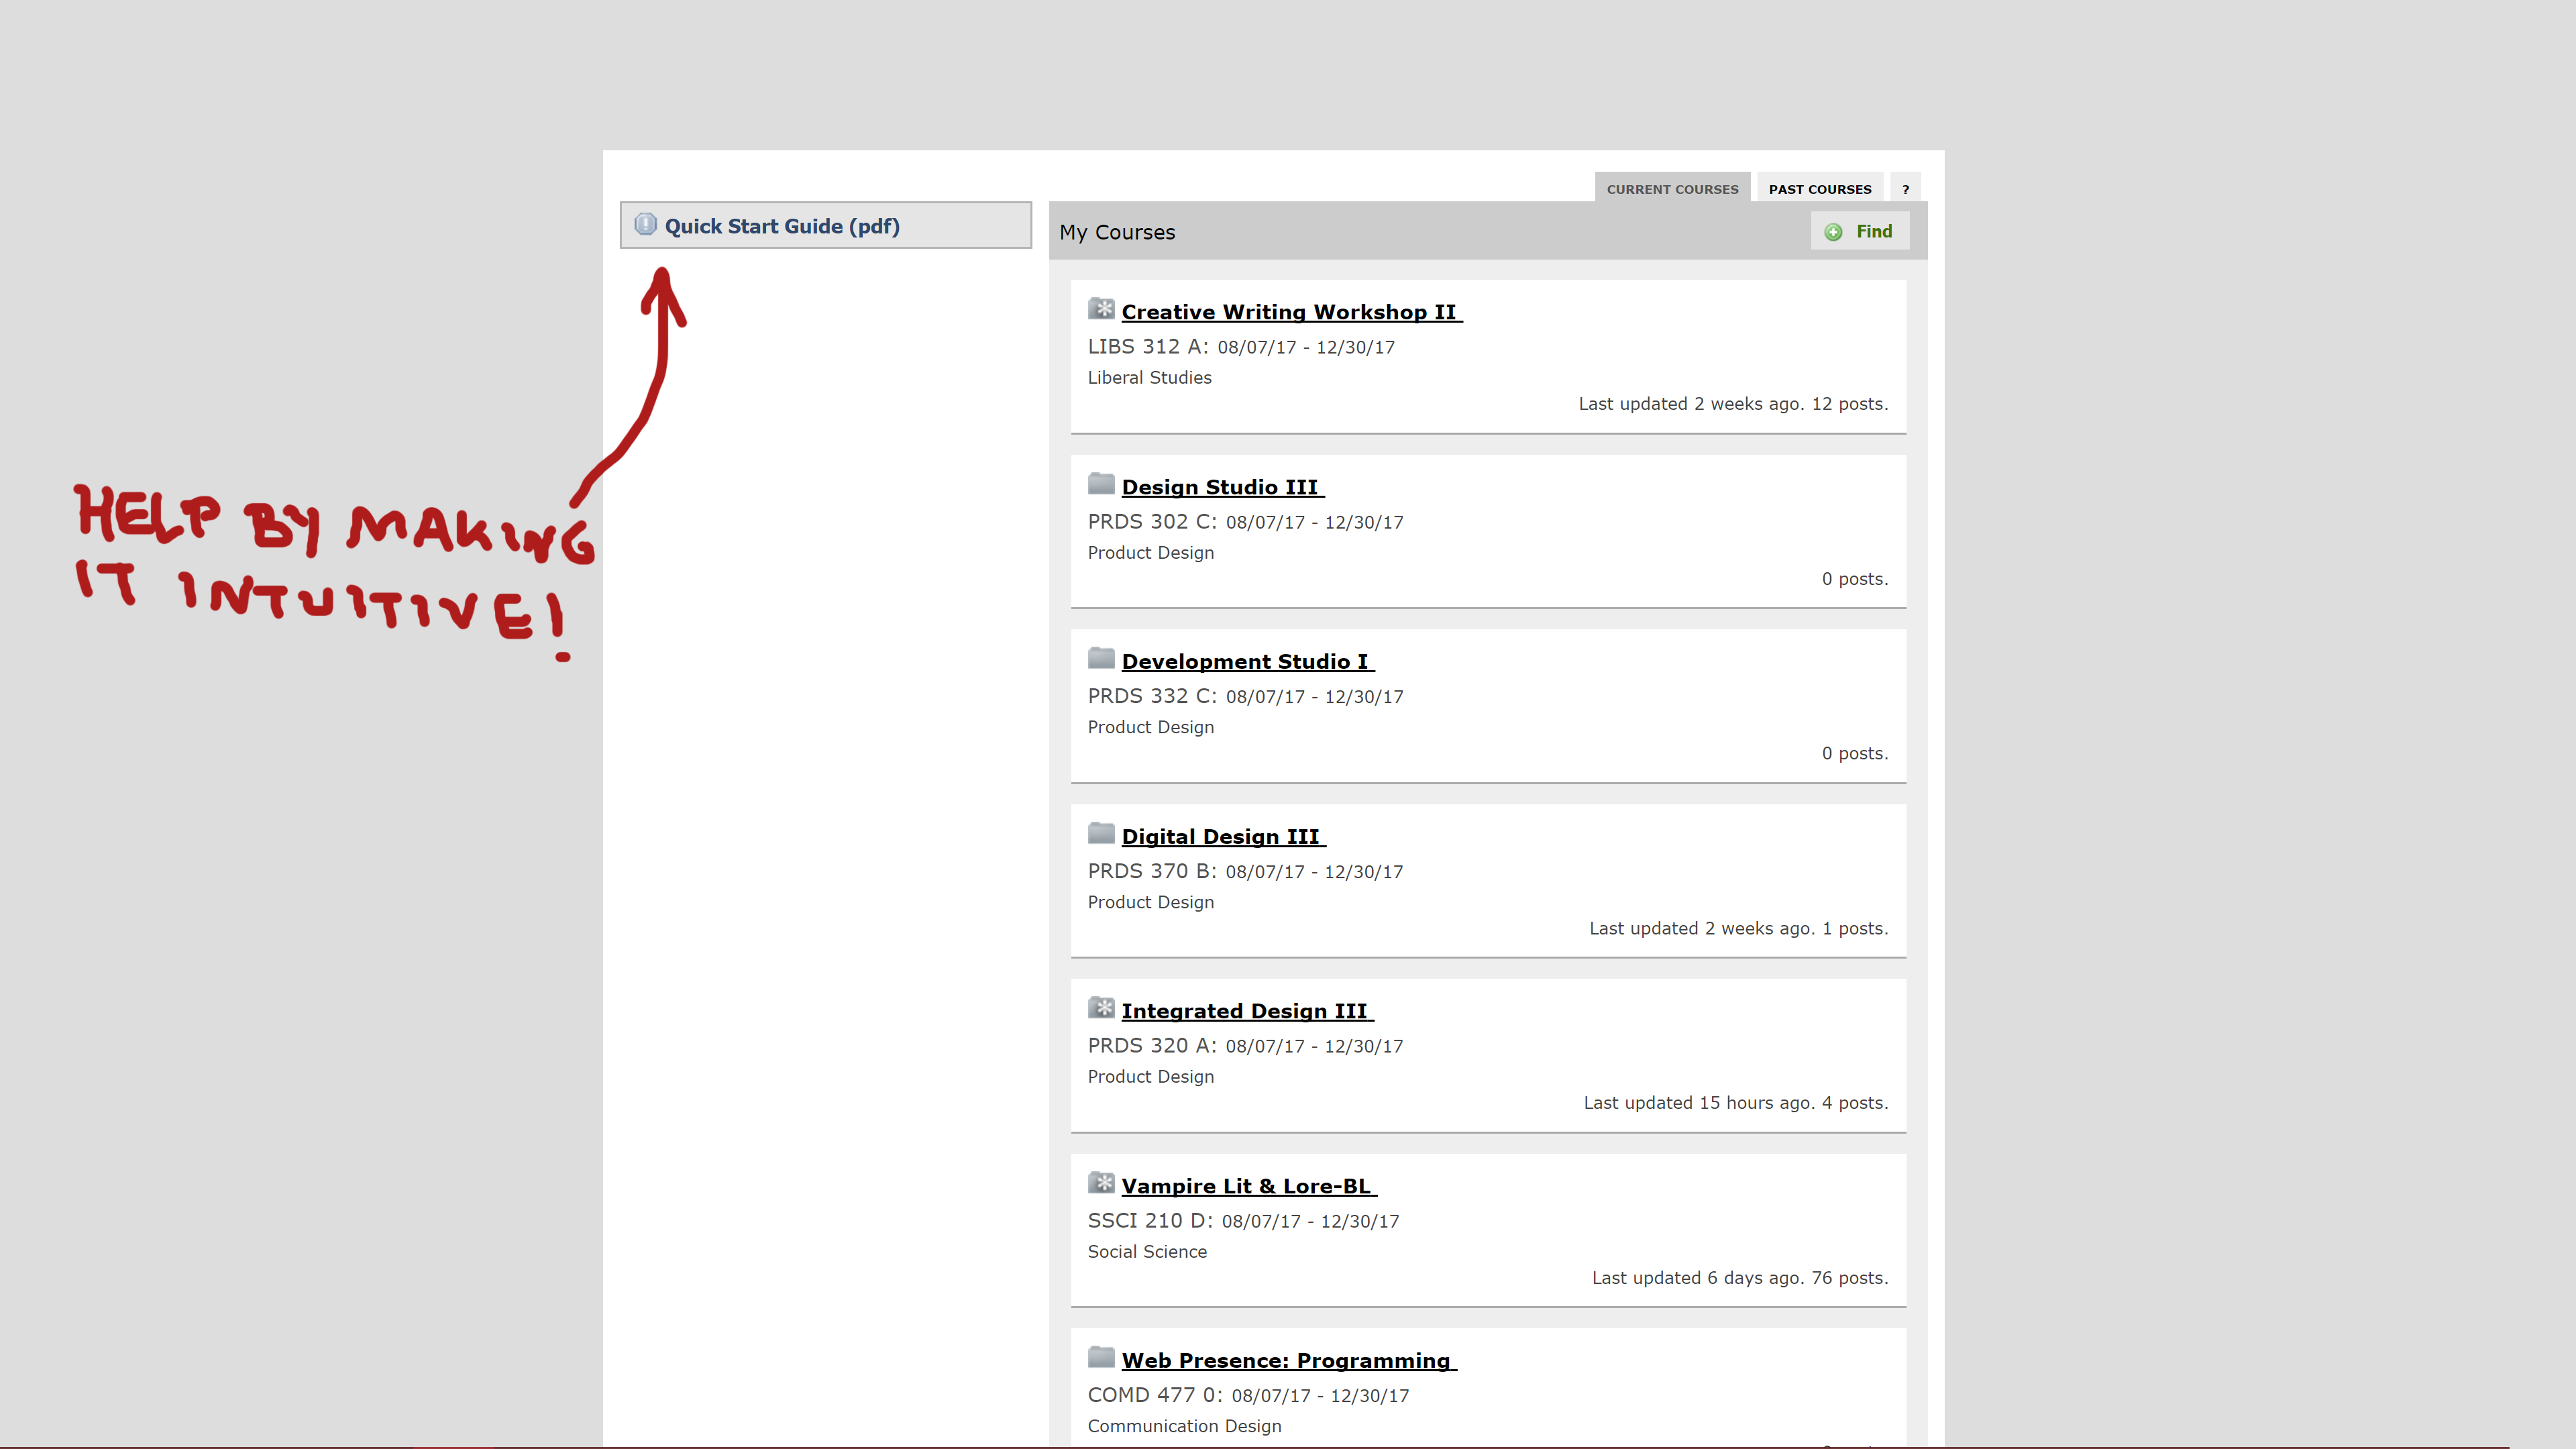 CURRENT COURSES PAST COURSES ?
Quick Start Guide (pdf)
My Courses
Find
Creative Writing Workshop II
LIBS 312 A: 08/07/17 - 12/30/17
Liberal Studies
Last updated 2 weeks ago. 12 posts.
HELP BY MAKING
IT INTUITIVE!
Design Studio III
PRDS 302 C: 08/07/17 - 12/30/17
Product Design
0 posts.
Development Studio I
PRDS 332 C: 08/07/17 - 12/30/17
Product Design
0 posts.
Digital Design III
PRDS 370 B: 08/07/17 - 12/30/17
Product Design
Last updated 2 weeks ago. 1 posts.
Integrated Design III
PRDS 320 A: 08/07/17 - 12/30/17
Product Design
Last updated 15 hours ago. 4 posts.
Vampire Lit & Lore-BL
SSCI 210 D: 08/07/17 - 12/30/17
Social Science
Last updated 6 days ago. 76 posts.
Web Presence: Programming
COMD 477 0: 08/07/17 - 12/30/17
Communication Design